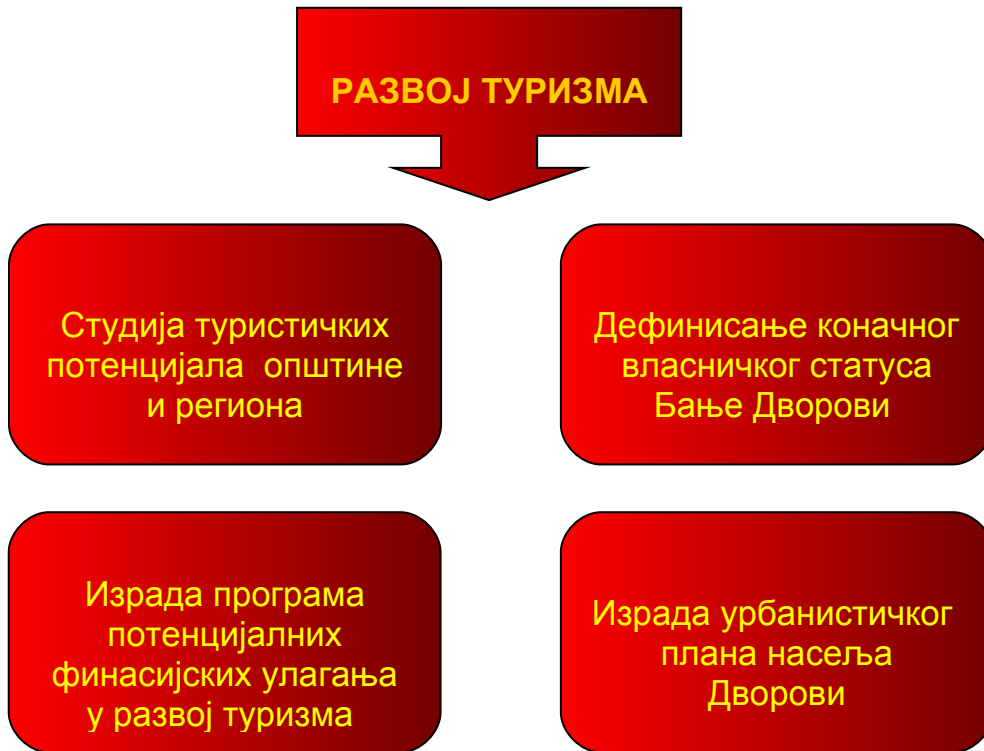 РАЗВОЈ ТУРИЗМА
Студија туристичких
потенцијала општине
и региона
Дефинисање коначног
власничког статуса
Бање Дворови
Израда програма
потенцијалних
финасијских улагања
у развој туризма
Израда урбанистичког
плана насеља
Дворови